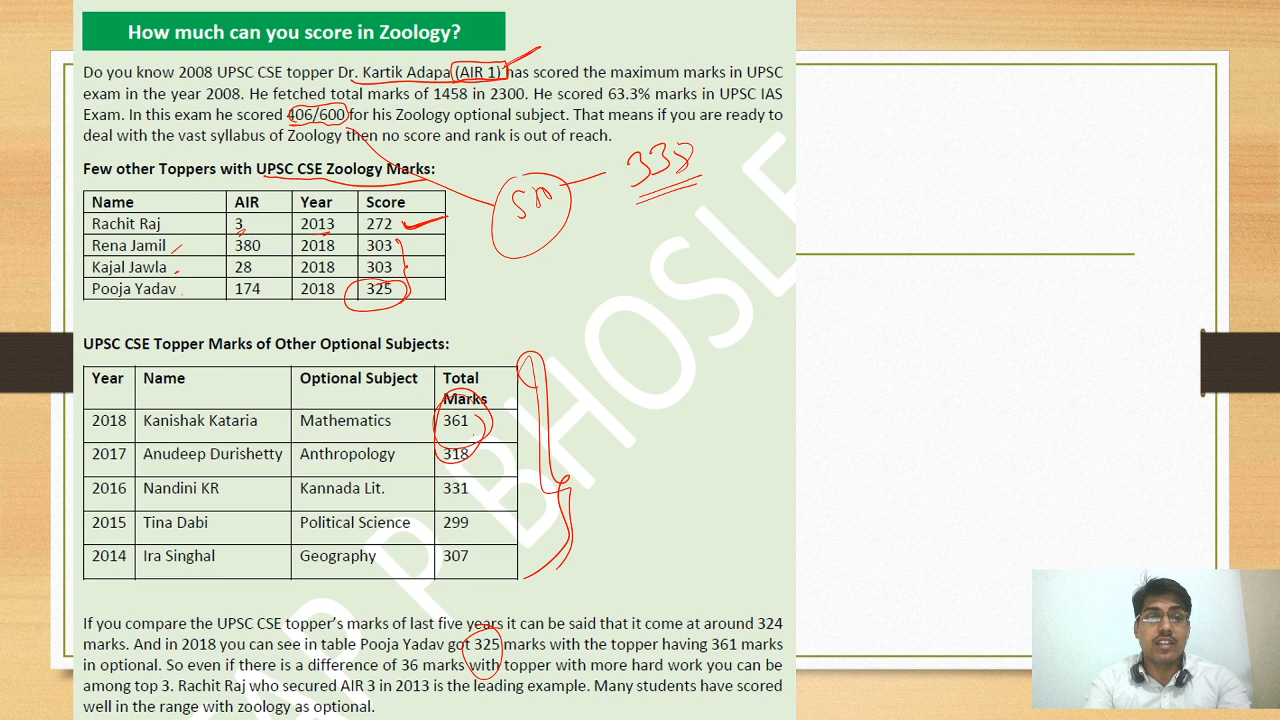 How much can you score in Zoology?
Do you know 2008 UPSC CSE topper Dr. Kartik Adapa (AIR 1) has scored the maximum marks in UPSC
exam in the year 2008. He fetched total marks of 1458 in 2300. He scored 63.3% marks in UPSC IAS
Exam. In this exam he scored 406/600 for his Zoology optional subject. That means if you are ready to
deal with the vast syllabus of Zoology then no score and rank is out of reach.
338
Few other Toppers with UPSC CSE Zoology Marks:
Name AIR Year Score
Rachit Raj 3 2013 272
Rena Jamil 380 2018 303
Kajal Jawla 28 2018 303
Pooja Yadav 174 2018 325
UPSC CSE Topper Marks of Other Optional Subjects:
Year Name Optional Subject Total
Marks
2018 Kanishak Kataria Mathematics 361
2017 Anudeep Durishetty Anthropology 318
2016 Nandini KR Kannada Lit. 331
2015 Tina Dabi Political Science 299
2014 Ira Singhal Geography 307
If you compare the UPSC CSE topper's marks of last five years it can be said that it come at around 324
marks. And in 2018 you can see in table Pooja Yadav got 325 marks with the topper having 361 marks
in optional. So even if there is a difference of 36 marks with topper with more hard work you can be
among top 3. Rachit Raj who secured AIR 3 in 2013 is the leading example. Many students have scored
well in the range with zoology as optional.
BHOSLE